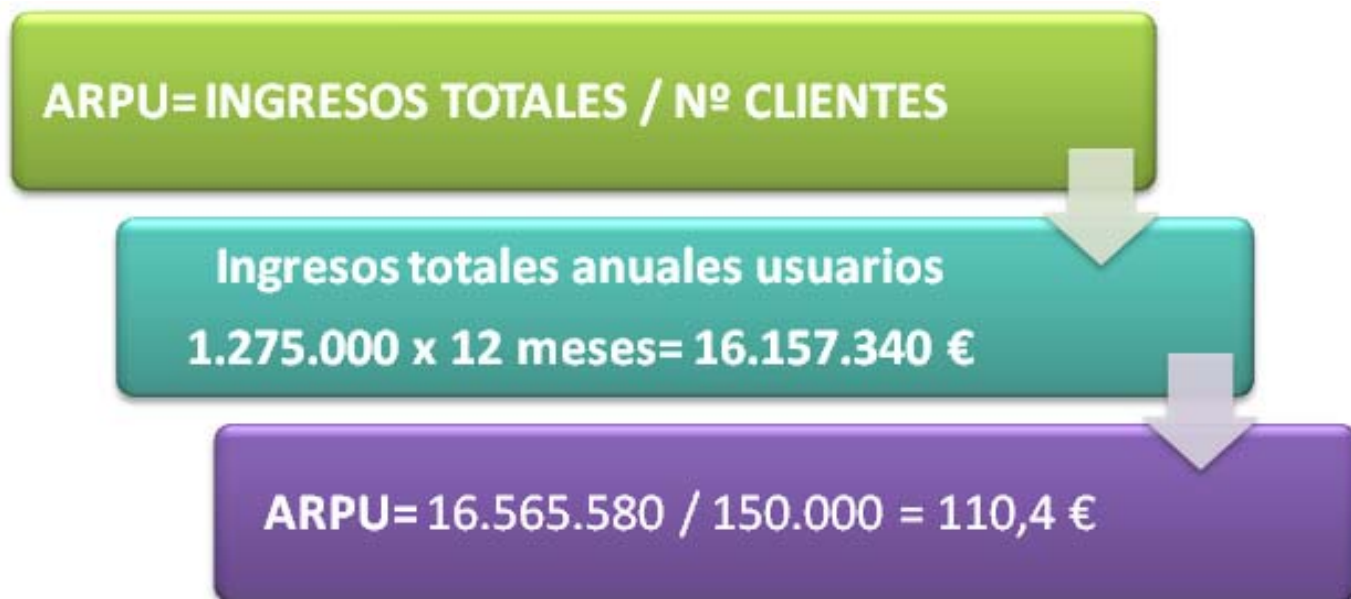 ARPU= INGRESOS TOTALES / Nº CLIENTES
Ingresos totales anuales usuarios
1.275.000 x 12 meses= 16.157.340 €
ARPU= 16.565.580 / 150.000 = 110,4 €